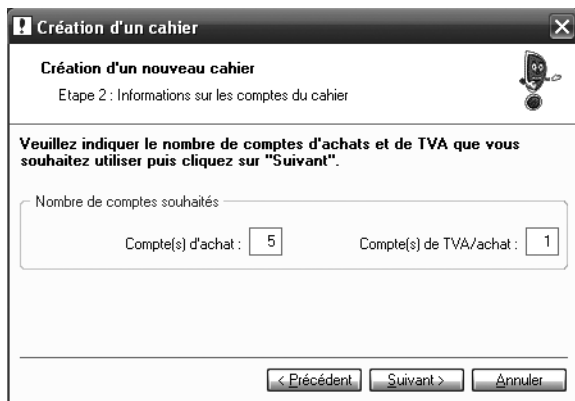 Création d'un cahier
Création d'un nouveau cahier
Etape 2 : Informations sur les comptes du cahier
Veuillez indiquer le nombre de comptes d'achats et de TVA que vous
souhaitez utiliser puis cliquez sur "Suivant".
Nombre de comptes souhaités
Compte(s) d'achat : 5 Compte(s) de TVA/achat : 1
< Précédent Suivant > Annuler